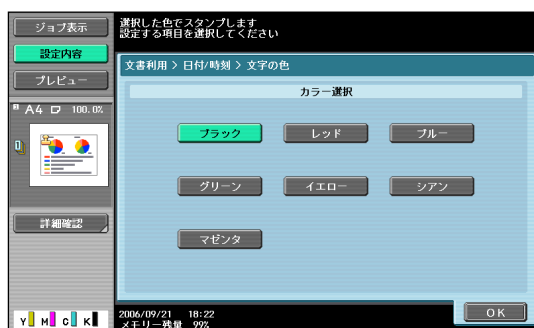 ジョブ表示
設定内容
プレビュー
A4 100.0%
詳細確認
Y M C K
選択した色でスタンプします
設定する項目を選択してください
文書利用 > 日付/時刻 > 文字の色
カラー選択
ブラック レッド ブルー
グリーン イエロー シアン
マゼンタ
2006/09/21 18:22
メモリー残量 99%
OK